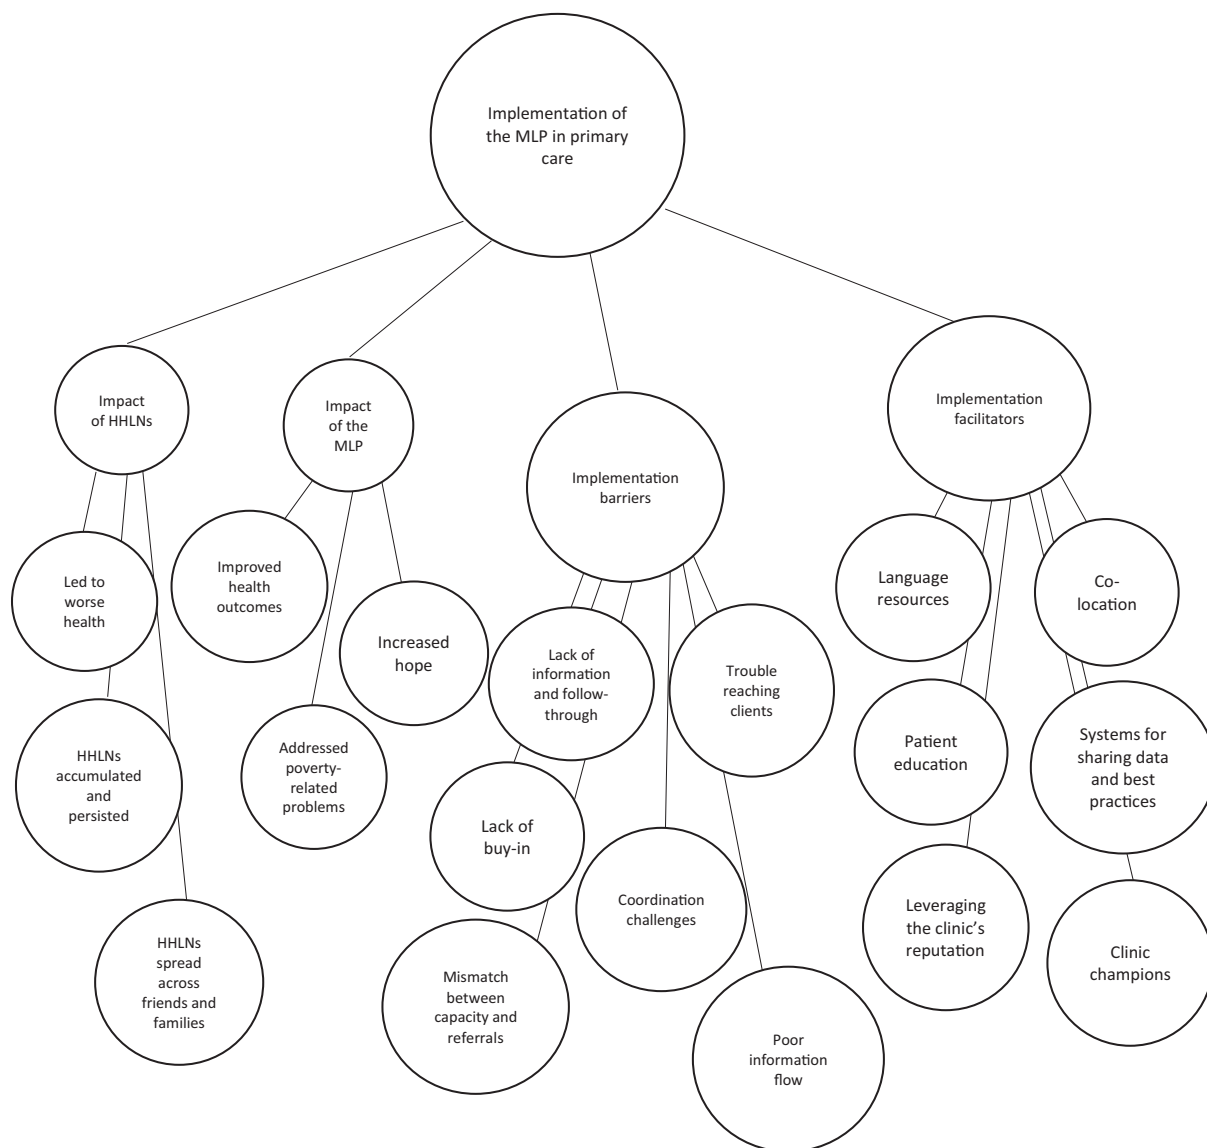 Implementation of
the MLP in primary
care
Impact
of HHLNs
Impact
of the
MLP
Implementation
barriers
Implementation
facilitators
Led to
worse
health
HHLNs
accumulated
and
persisted
HHLNs
spread
across
friends and
families
Improved
health
outcomes
Addressed
poverty-
related
problems
Increased
hope
Lack of
information
and follow-
through
Lack of
buy-in
Mismatch
between
capacity and
referrals
Coordination
challenges
Trouble
reaching
clients
Poor
information
flow
Language
resources
Patient
education
Leveraging
the clinic’s
reputation
Co-
location
Systems for
sharing data
and best
practices
Clinic
champions